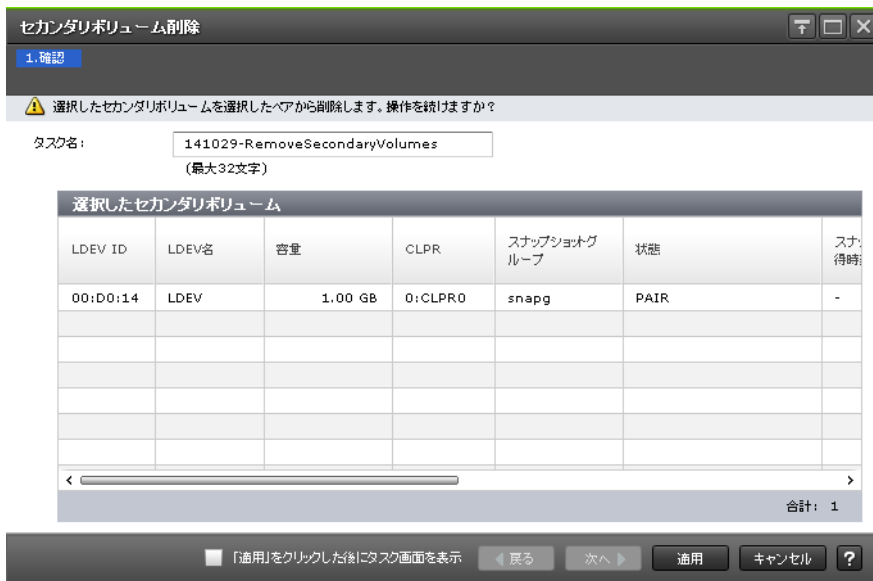 セカンダリボリューム削除
1.確認
選択したセカンダリボリュームを選択したペアから削除します。操作を続けますか?
タスク名:
141029-RemoveSecondaryVolumes
(最大32文字)
選択したセカンダリボリューム
LDEV ID LDEV名 容量 CLPR スナップショットグ 状態 スナ
ループ 得時
00:D0:14 LDEV 1.00 GB 0:CLPR0 snapg PAIR -
合計: 1
「適用」をクリックした後にタスク画面を表示 戻る 次へ 適用 キャンセル ?